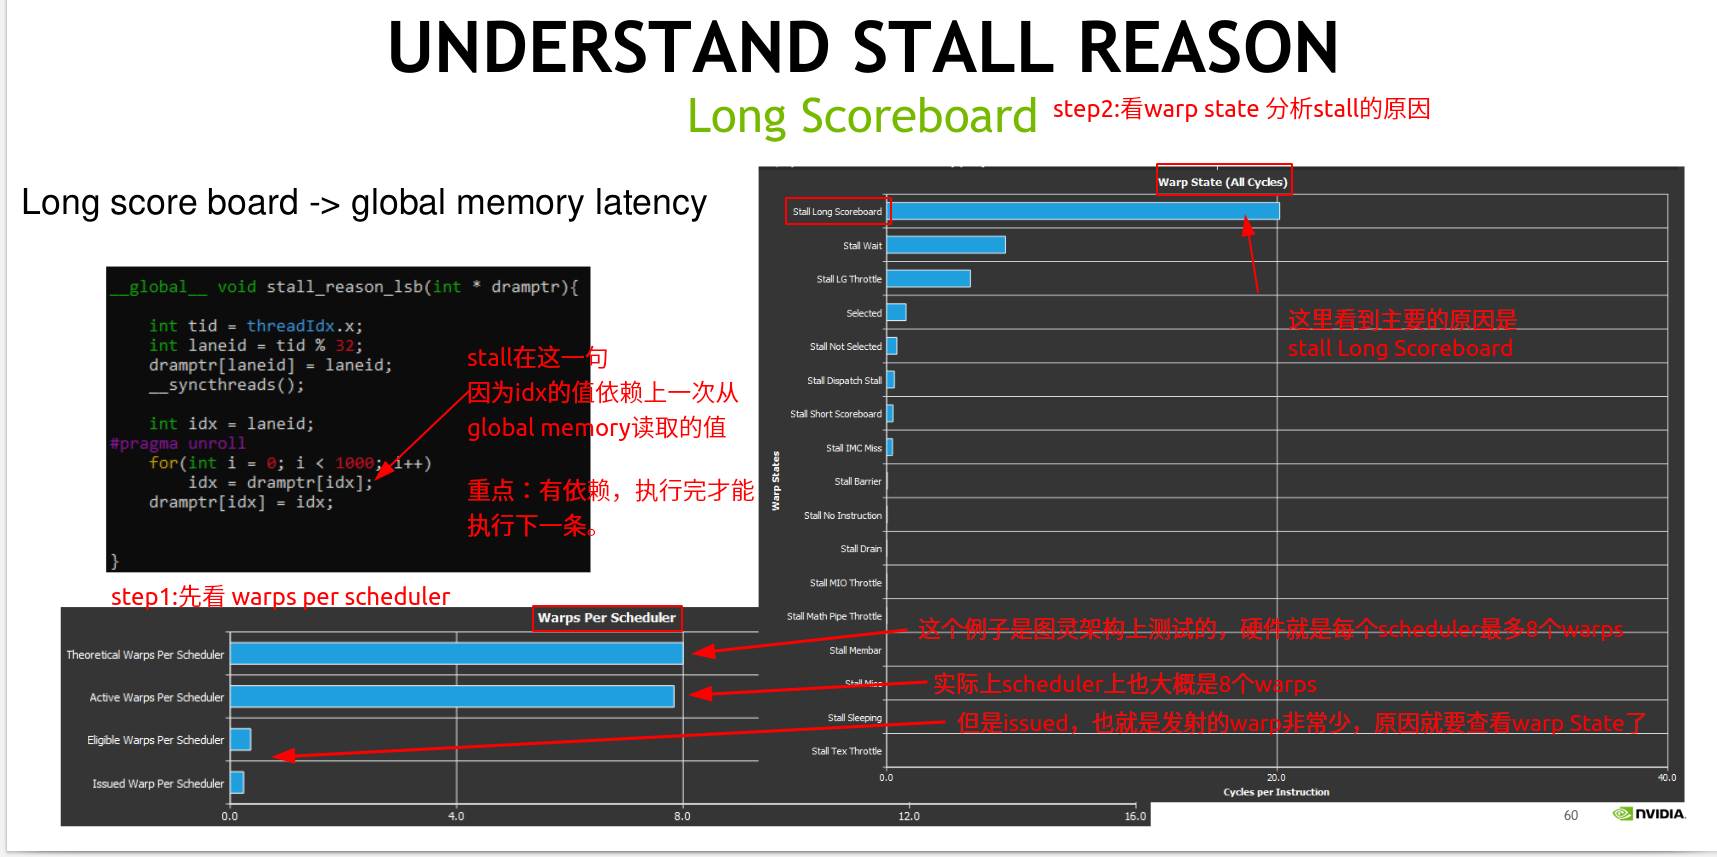 UNDERSTAND STALL REASON
Long Scoreboard
step2:看warp state 分析stall的原因
Long score board -> global memory latency
__global__ void stall_reason_lsb(int * dramptr){
int tid = threadIdx.x;
int laneid = tid % 32;
dramptr[laneid] = laneid;
__syncthreads();
int idx = laneid;
#pragma unroll
for(int i = 0; i < 1000; i++)
idx = dramptr[idx];
dramptr[idx] = idx;
}
stall在这一句
因为idx的值依赖上一次从
global memory读取的值
重点：有依赖，执行完才能
执行下一条。
step1:先看 warps per scheduler
Warps Per Scheduler
Theoretical Warps Per Scheduler
Active Warps Per Scheduler
Eligible Warps Per Scheduler
Issued Warp Per Scheduler
0.0 4.0 8.0 12.0 16.0
Warp State (All Cycles)
Warp States
Stall Long Scoreboard
Stall Wait
Stall LG Throttle
Selected
Stall Not Selected
Stall Dispatch Stall
Stall Short Scoreboard
Stall IMC Miss
Stall Barrier
Stall No Instruction
Stall Drain
Stall MIO Throttle
Stall Math Pipe Throttle
Stall Membar
Stall Misc
Stall Sleeping
Stall Tex Throttle
0.0 20.0 40.0
Cycles per Instruction
这里看到主要的原因是
stall Long Scoreboard
这个例子是图灵架构上测试的，硬件就是每个scheduler最多8个warps
实际上scheduler上也大概是8个warps
但是issued，也就是发射的warp非常少，原因就要查看warp State了
60
NVIDIA.